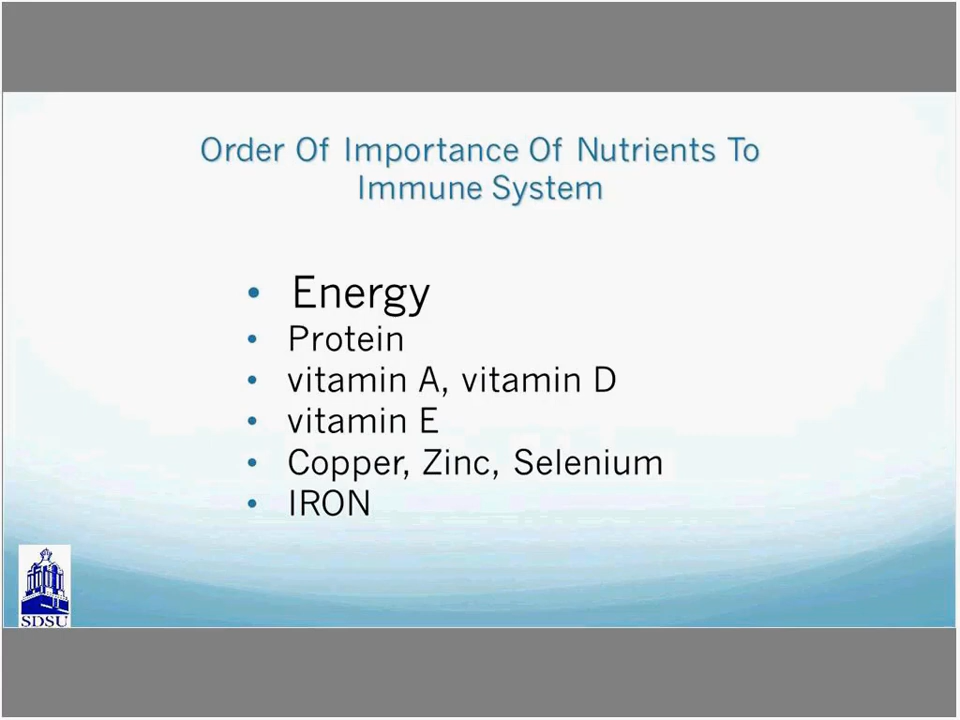 Order Of Importance Of Nutrients To
Immune System
• Energy
• Protein
• vitamin A, vitamin D
• vitamin E
• Copper, Zinc, Selenium
• IRON
SDSU